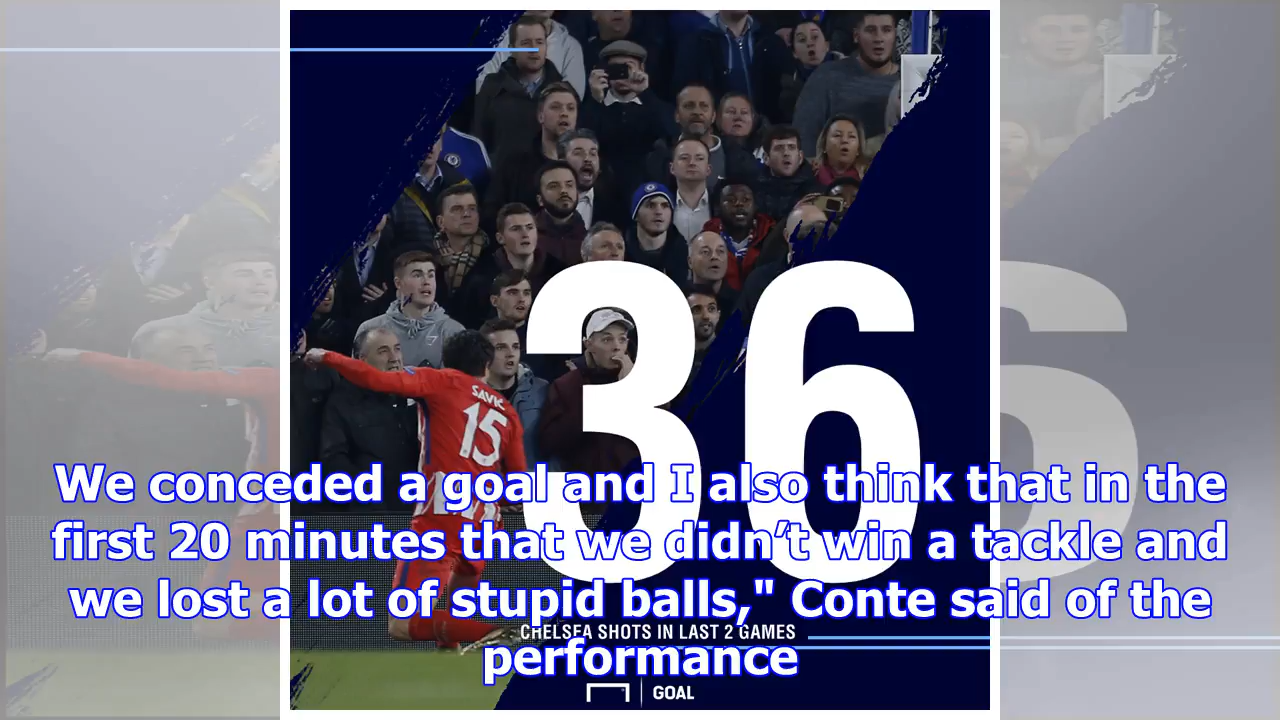 SAVIC
15
36
We conceded a goal and I also think that in the
first 20 minutes that we didn’t win a tackle and
we lost a lot of stupid balls," Conte said of the
CHELSEA SHOTS IN LAST 2 GAMES
performance
GOAL